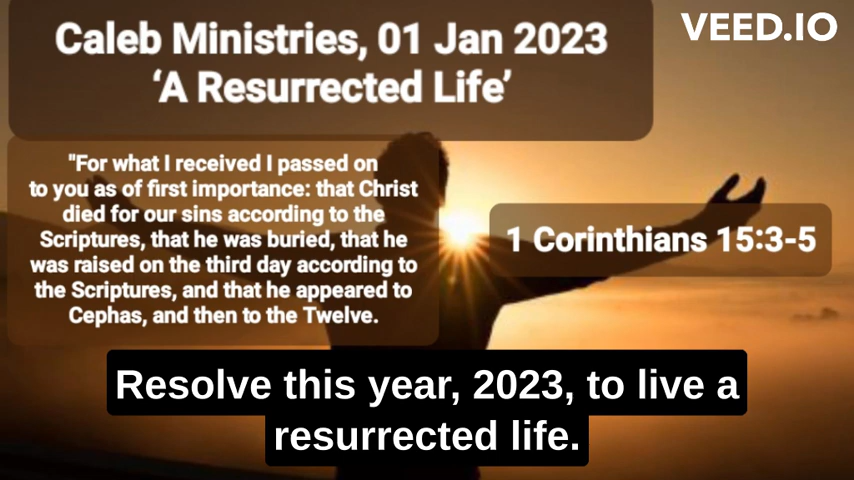 Caleb Ministries, 01 Jan 2023
‘A Resurrected Life’
VEED.IO
"For what I received I passed on
to you as of first importance: that Christ
died for our sins according to the
Scriptures, that he was buried, that he
was raised on the third day according to
the Scriptures, and that he appeared to
Cephas, and then to the Twelve.
1 Corinthians 15:3-5
Resolve this year, 2023, to live a
resurrected life.